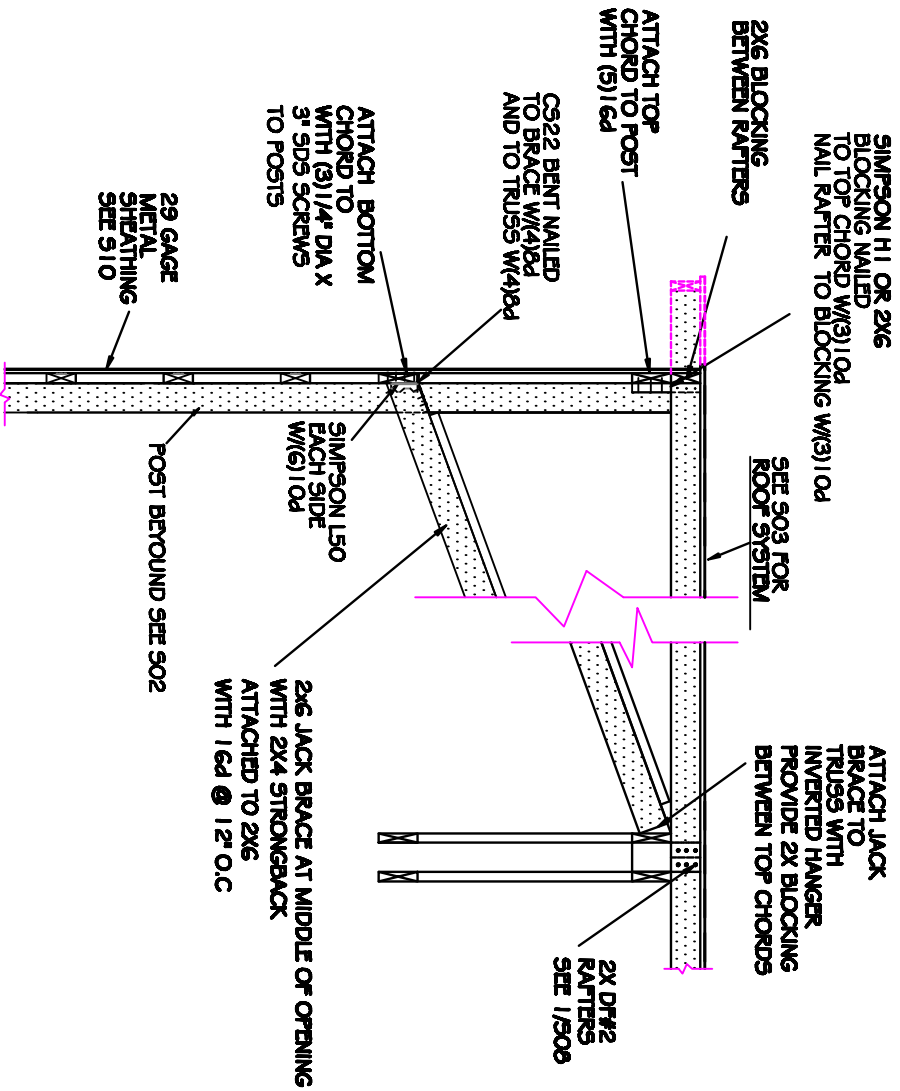 SIMPSON H1 OR 2X6
BLOCKING NAILED
TO TOP CHORD W/(3)10d
NAIL RAFTER TO BLOCKING W/(3)10d
2X6 BLOCKING
BETWEEN RAFTERS
ATTACH TOP
CHORD TO POST
WITH (5)16d
CS22 BENT NAILED
TO BRACE W/(4)8d
AND TO TRUSS W(4)8d
ATTACH BOTTOM
CHORD TO
WITH (3)1/4" DIA X
3" SDS SCREWS
TO POSTS
29 GAGE
METAL
SHEATHING
SEE S10
SEE S03 FOR
ROOF SYSTEM
SIMPSON L50
EACH SIDE
W/(6)10d
POST BEYOUND SEE S02
ATTACH JACK
BRACE TO
TRUSS WITH
INVERTED HANGER
PROVIDE 2X BLOCKING
BETWEEN TOP CHORDS
2x6 JACK BRACE AT MIDDLE OF OPENING
WITH 2X4 STRONGBACK
ATTACHED TO 2X6
WITH 16d @ 12" O.C
2X DF#2
RAFTERS
SEE 1/S08